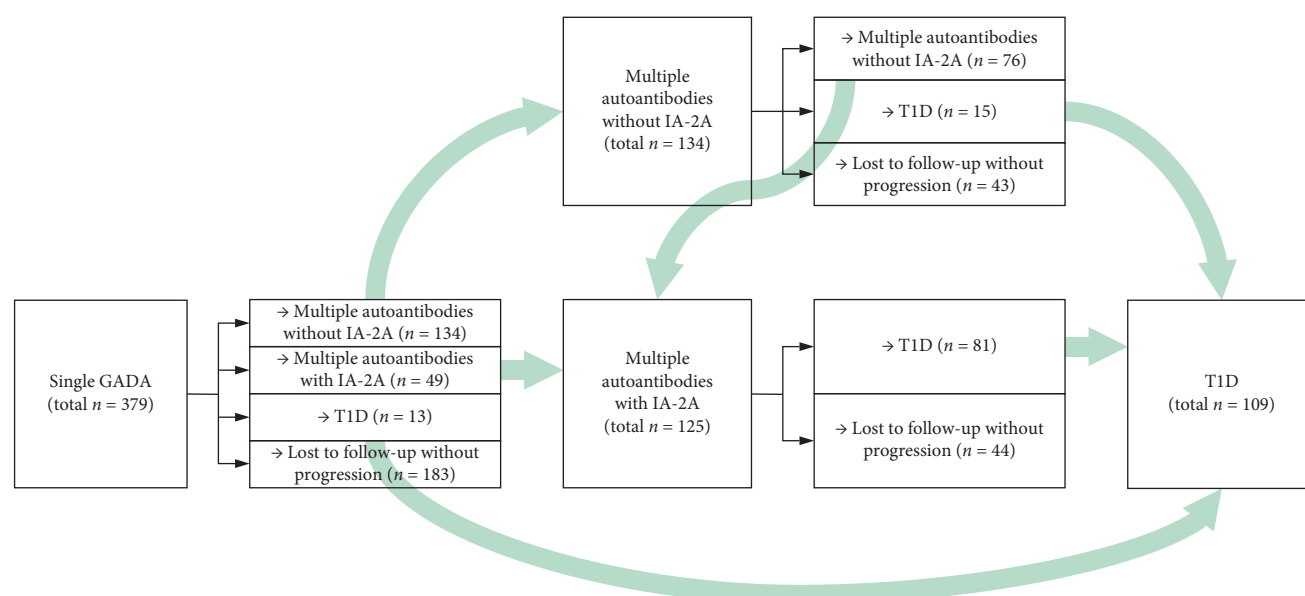 → Multiple autoantibodies
without IA-2A (n = 76)
Multiple
autoantibodies
without IA-2A
(total n = 134)
→ T1D (n = 15)
→ Lost to follow-up without
progression (n = 43)
Single GADA
(total n = 379)
→ Multiple autoantibodies
without IA-2A (n = 134)
→ Multiple autoantibodies
with IA-2A (n = 49)
→ T1D (n = 13)
→ Lost to follow-up without
progression (n = 183)
Multiple
autoantibodies
with IA-2A
(total n = 125)
→ T1D (n = 81)
→ Lost to follow-up without
progression (n = 44)
T1D
(total n = 109)